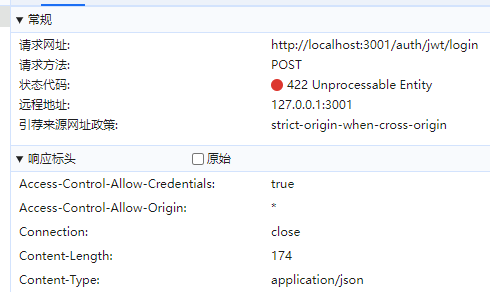 ▼ 常规
请求网址: http://localhost:3001/auth/jwt/login
请求方法: POST
状态代码: 422 Unprocessable Entity
远程地址: 127.0.0.1:3001
引荐来源网址政策: strict-origin-when-cross-origin
▼ 响应标头 原始
Access-Control-Allow-Credentials: true
Access-Control-Allow-Origin: *
Connection: close
Content-Length: 174
Content-Type: application/json